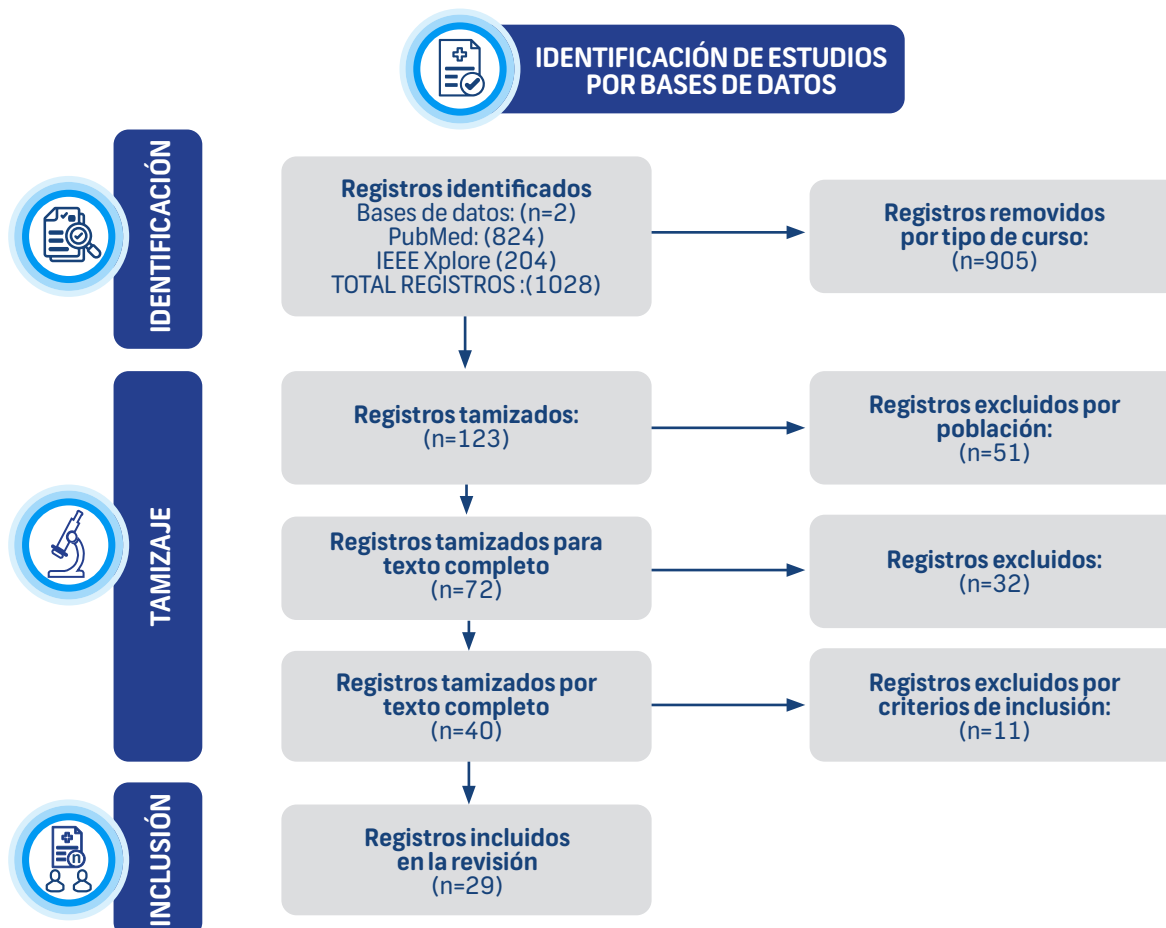 IDENTIFICACIÓN DE ESTUDIOS
POR BASES DE DATOS
IDENTIFICACIÓN
Registros identificados
Bases de datos: (n=2)
PubMed: (824)
IEEE Xplore (204)
TOTAL REGISTROS :(1028)
Registros removidos
por tipo de curso:
(n=905)
TAMIZAJE
Registros tamizados:
(n=123)
Registros excluidos por
población:
(n=51)
Registros tamizados para
texto completo
(n=72)
Registros excluidos:
(n=32)
Registros tamizados por
texto completo
(n=40)
Registros excluidos por
criterios de inclusión:
(n=11)
INCLUSIÓN
n
Registros incluidos
en la revisión
(n=29)